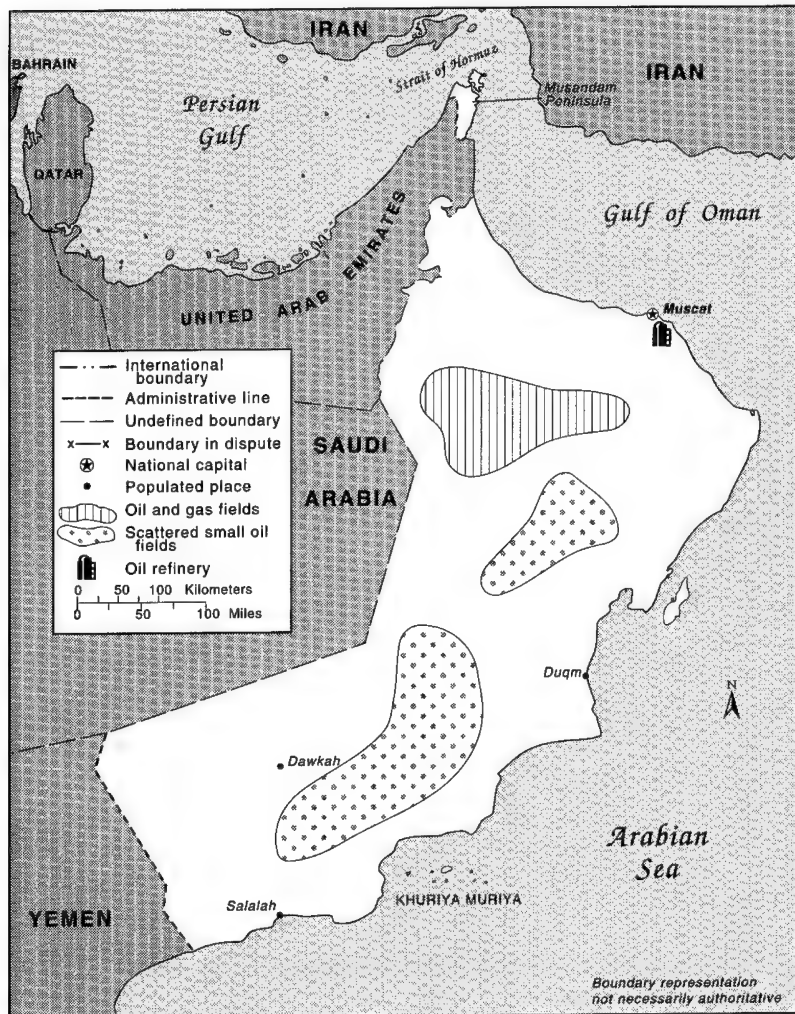 IRAN
BAHRAIN
Strait of Hormuz
IRAN
Persian
Gulf
Musandam
Peninsula
QATAR
Gulf of Oman
UNITED ARAB EMIRATES
Muscat
International
boundary
Administrative line
Undefined boundary
Boundary in dispute
National capital
Populated place
Oil and gas fields
Scattered small oil
fields
Oil refinery
0 50 100 Kilometers
0 50 100 Miles
SAUDI
ARABIA
Duqm
N
Dawkah
Arabian
Sea
KHURIYA MURIYA
Salalah
YEMEN
Boundary representation
not necessarily authoritative